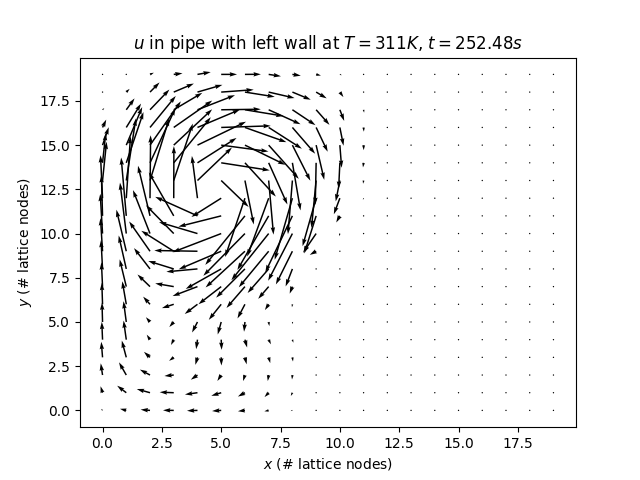 u in pipe with left wall at T = 311K, t = 252.48s
17.5
15.0
12.5
10.0
7.5
5.0
2.5
0.0
y (# lattice nodes)
0.0 2.5 5.0 7.5 10.0 12.5 15.0 17.5
x (# lattice nodes)